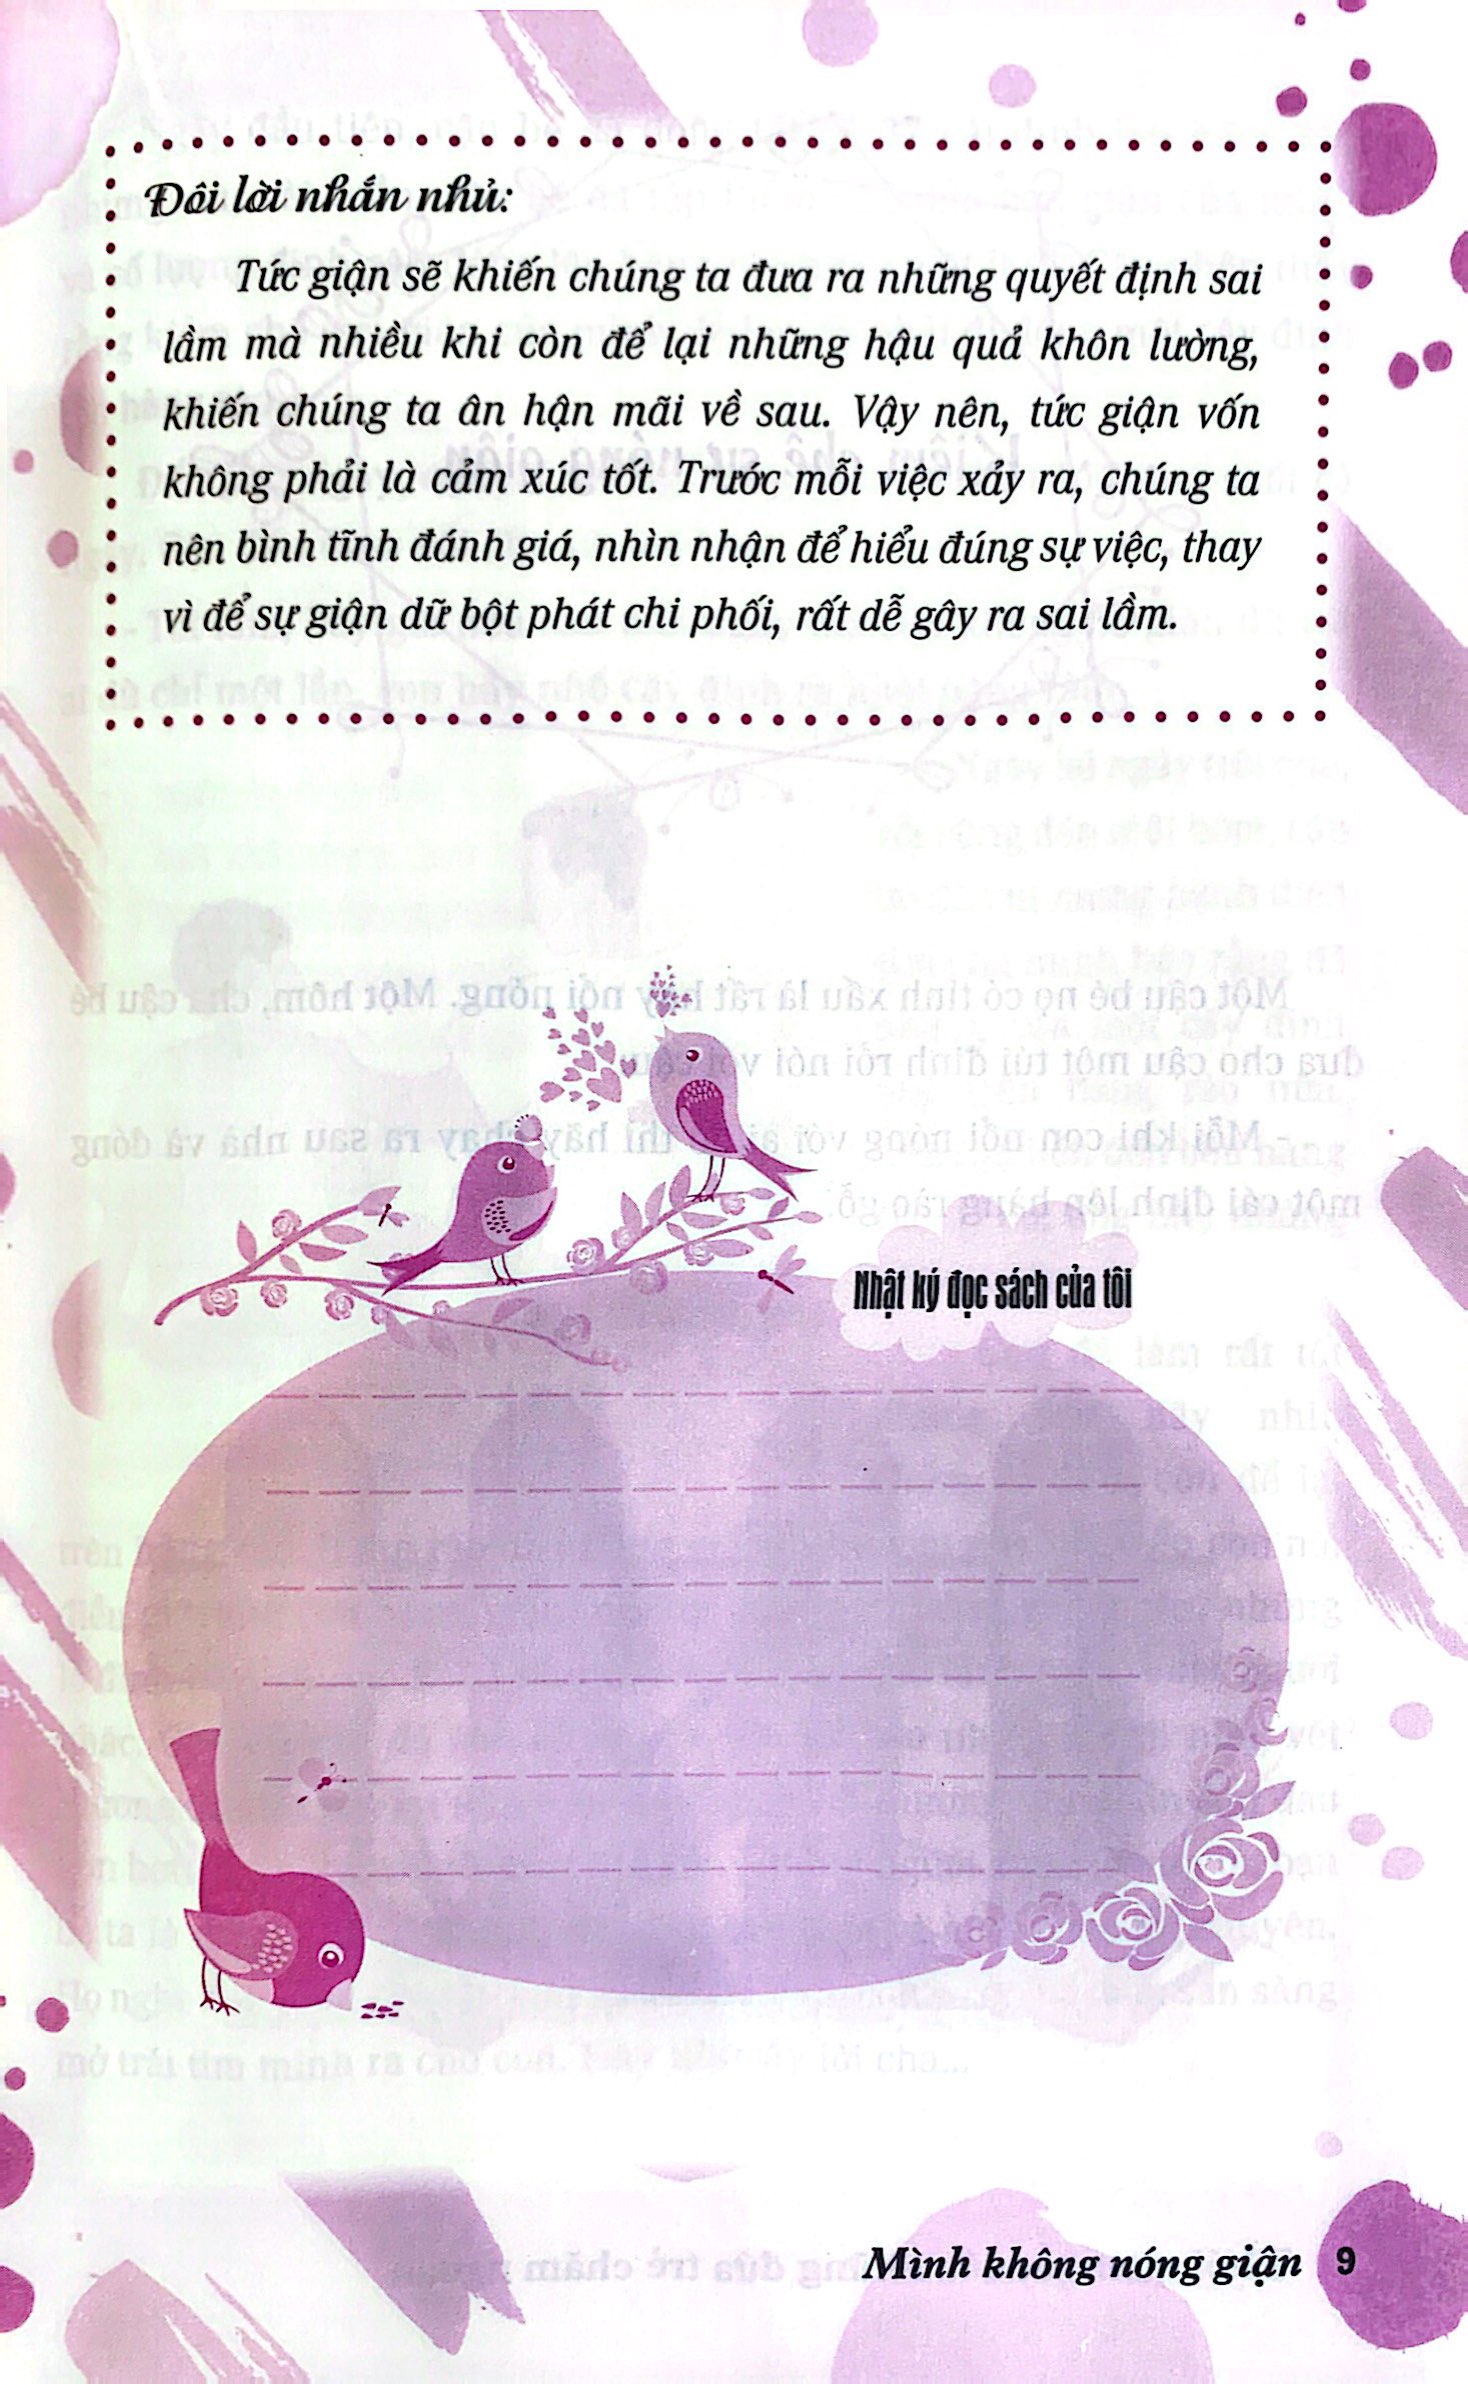 Đôi lời nhắn nhủ:
Tức giận sẽ khiến chúng ta đưa ra những quyết định sai
lầm mà nhiều khi còn để lại những hậu quả khôn lường,
khiến chúng ta ân hận mãi về sau. Vậy nên, tức giận vốn
không phải là cảm xúc tốt. Trước mỗi việc xảy ra, chúng ta
nên bình tĩnh đánh giá, nhìn nhận để hiểu đúng sự việc, thay
vì để sự giận dữ bột phát chi phối, rất dễ gây ra sai lầm.
Nhật ký đọc sách của tôi
Mình không nóng giận 9